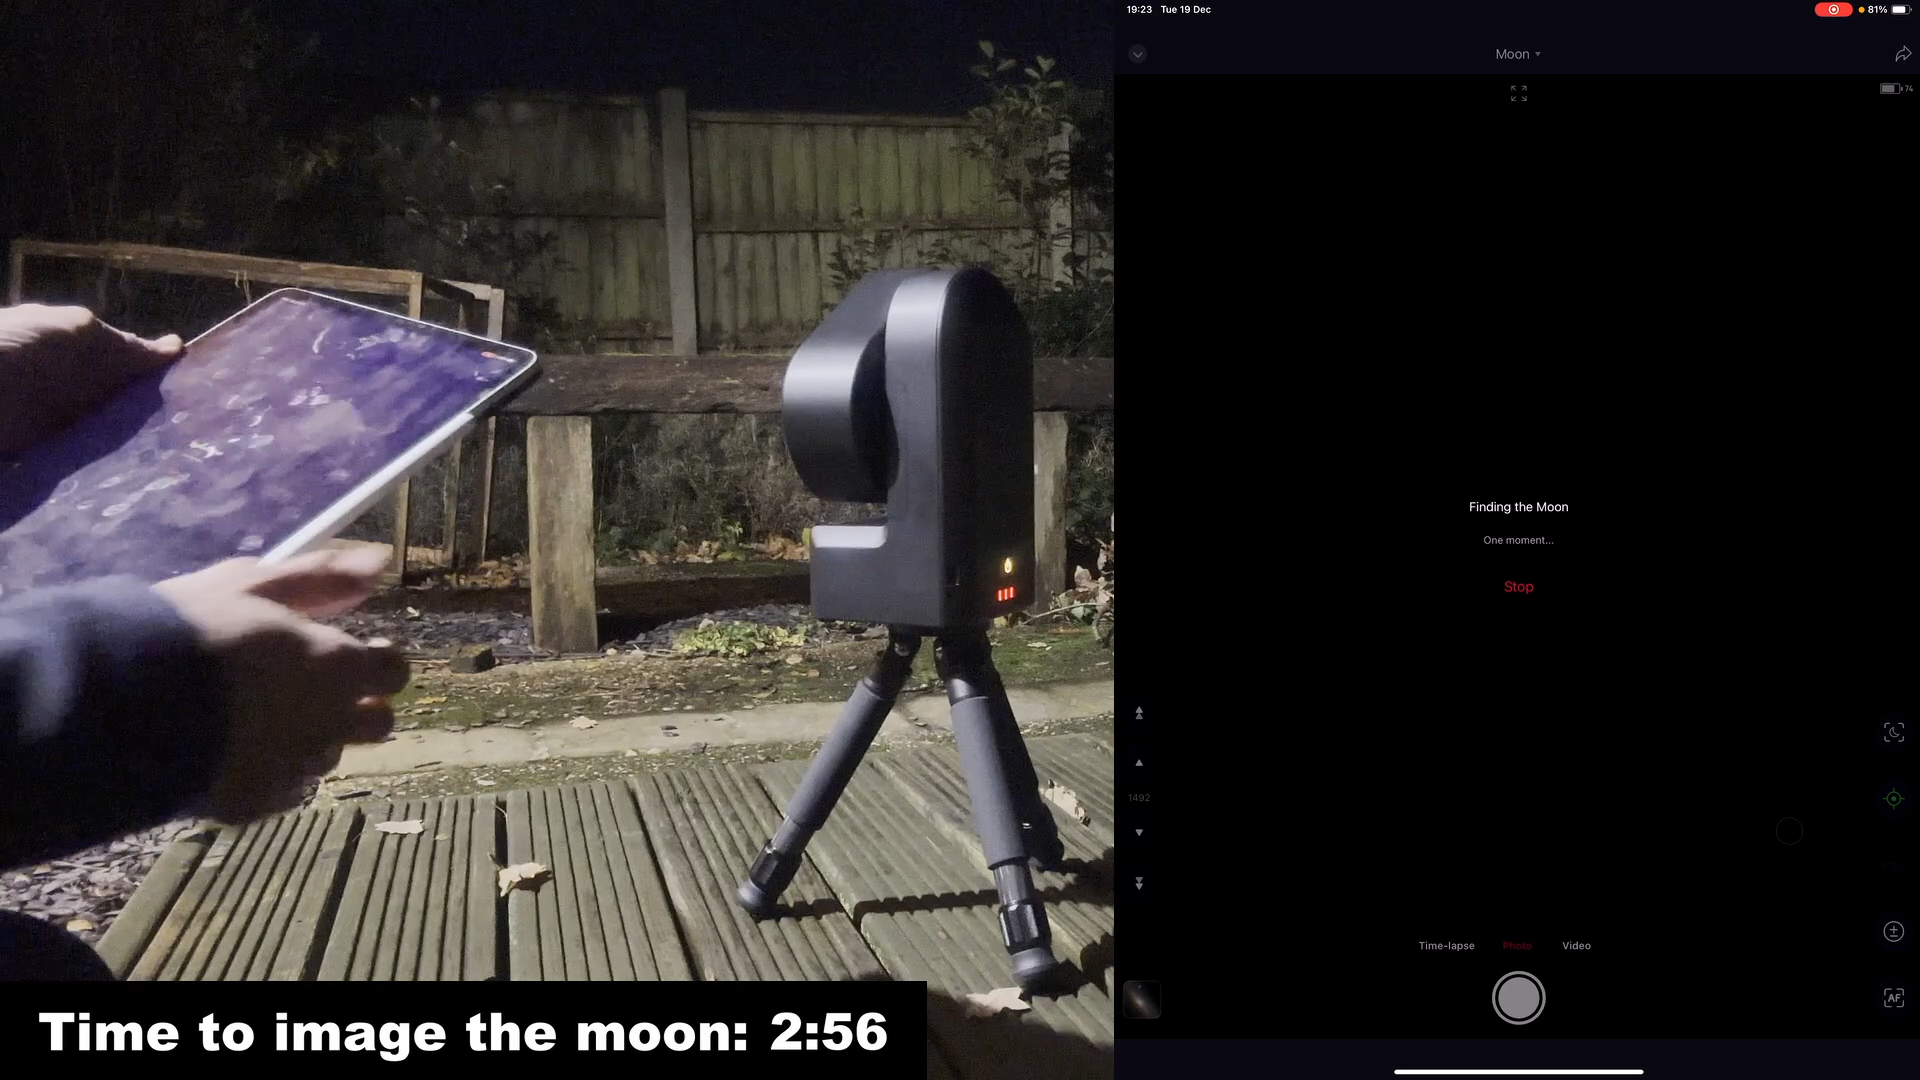 19:23 Tue 19 Dec
81%
Moon
74
Finding the Moon
One moment...
Stop
1492
Time-lapse Photo Video
AF
Time to image the moon: 2:56